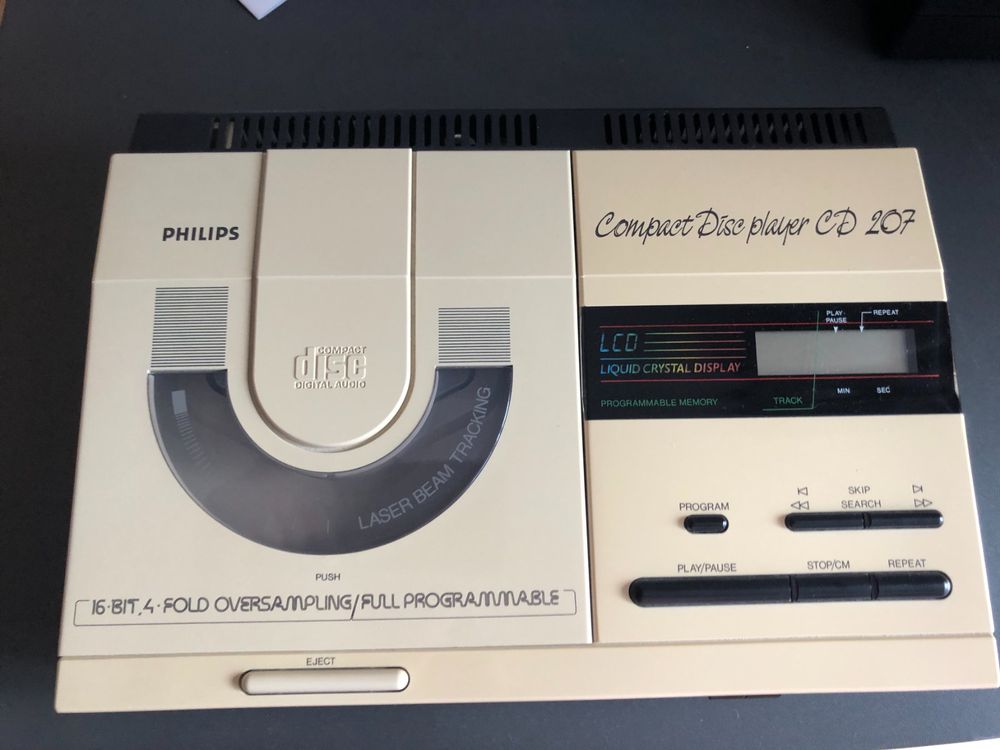 PHILIPS
Compact Disc player CD 207
COMPACT
disc
DIGITAL AUDIO
LASER BEAM TRACKING
PUSH
16·BIT, 4·FOLD OVERSAMPLING/FULL PROGRAMMABLE
EJECT
PLAY·
PAUSE
REPEAT
LCD
LIQUID CRYSTAL DISPLAY
MIN SEC
PROGRAMMABLE MEMORY TRACK
PROGRAM
SKIP
SEARCH
PLAY/PAUSE STOP/CM REPEAT